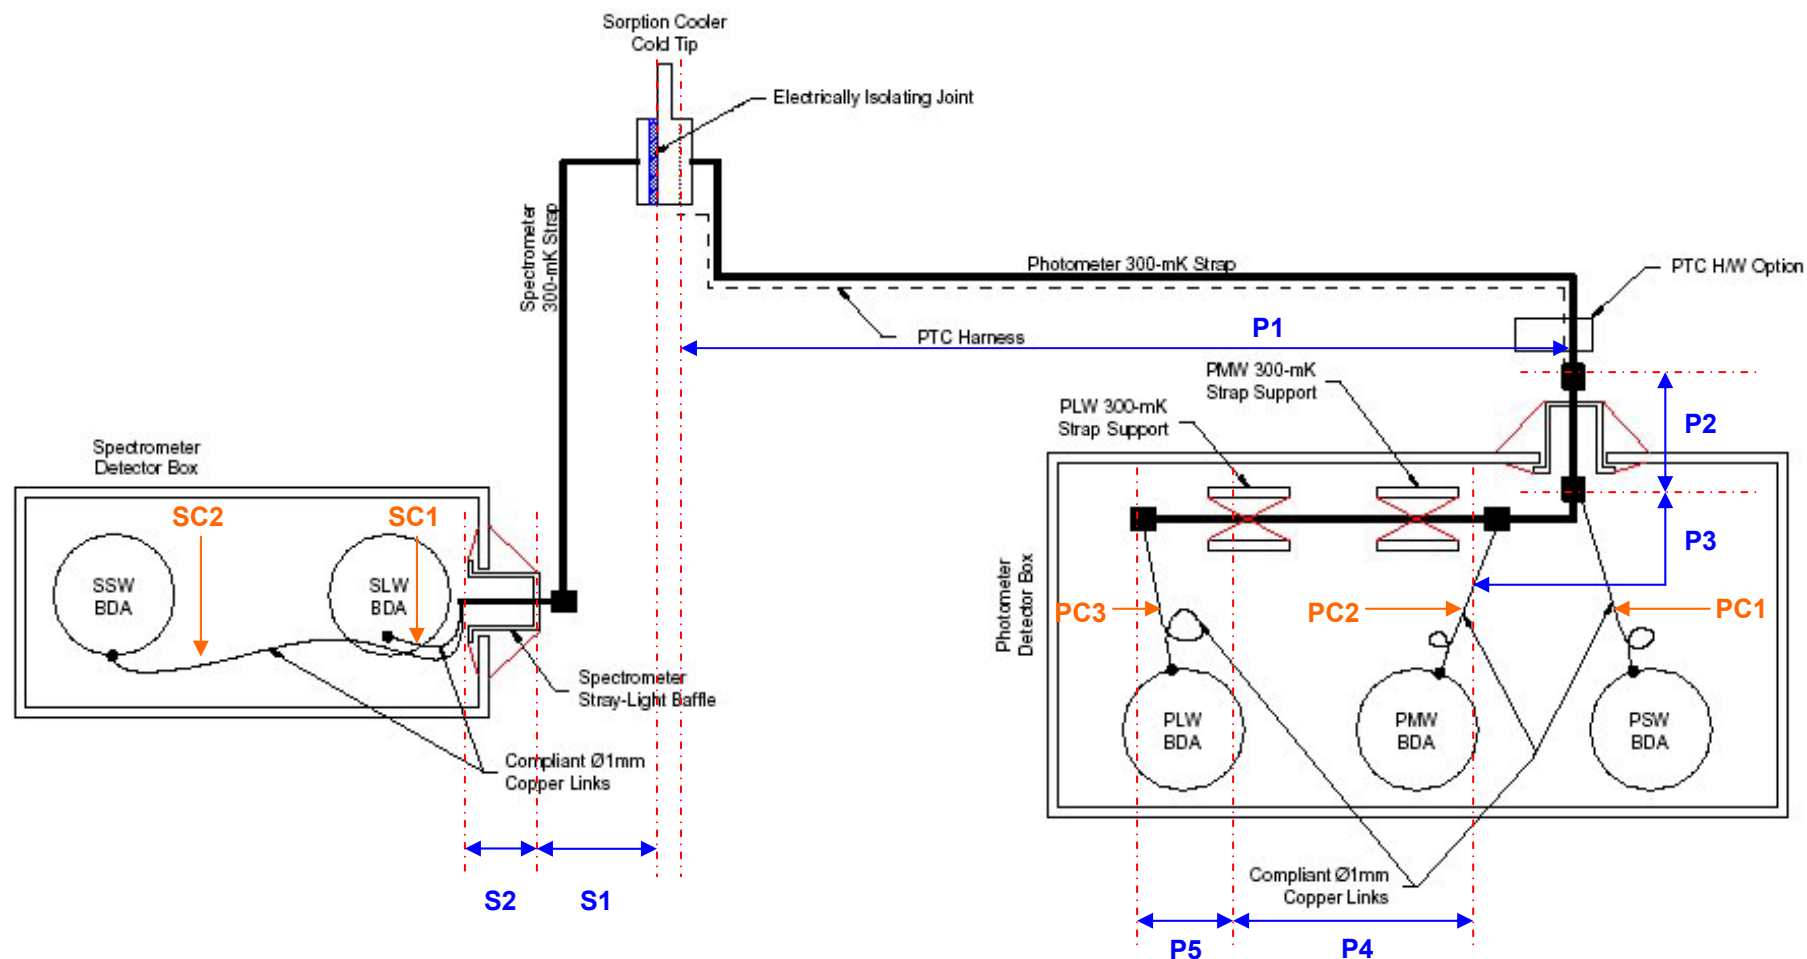 Sorption Cooler
Cold Tip
Electrically Isolating Joint
Spectrometer
300-mK Strap
Photometer 300-mK Strap
PTC H/W Option
PTC Harness
P1
PMW 300-mK
Strap Support
PLW 300-mK
Strap Support
P2
Spectrometer
Detector Box
SC2
SC1
P3
SSW
BDA
SLW
BDA
Photometer
Detector Box
PC3
PC2
PC1
Spectrometer
Stray-Light Baffle
PLW
BDA
PMW
BDA
PSW
BDA
Compliant Ø1mm
Copper Links
S2
S1
Compliant Ø1mm
Copper Links
P5
P4